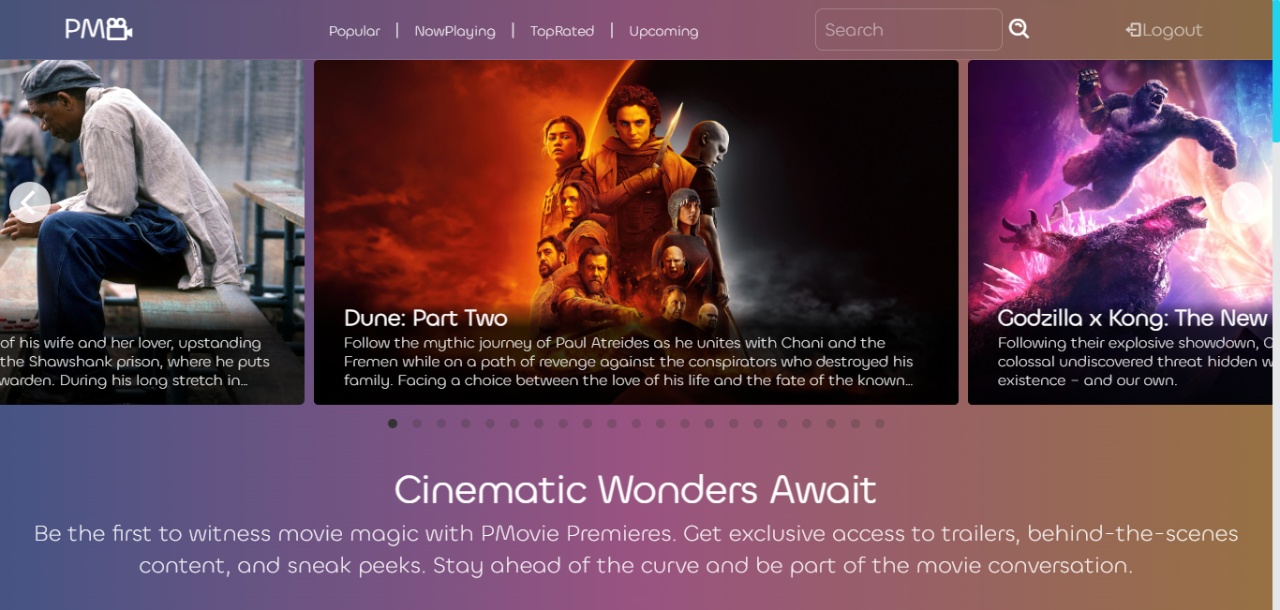 PM
Popular | NowPlaying | TopRated | Upcoming
Search
Logout
of his wife and her lover, upstanding
the Shawshank prison, where he puts
warden. During his long stretch in...
Dune: Part Two
Follow the mythic journey of Paul Atreides as he unites with Chani and the
Fremen while on a path of revenge against the conspirators who destroyed his
family. Facing a choice between the love of his life and the fate of the known...
Godzilla x Kong: The New
Following their explosive showdown, G
colossal undiscovered threat hidden w
existence – and our own.
Cinematic Wonders Await
Be the first to witness movie magic with PMovie Premieres. Get exclusive access to trailers, behind-the-scenes
content, and sneak peeks. Stay ahead of the curve and be part of the movie conversation.